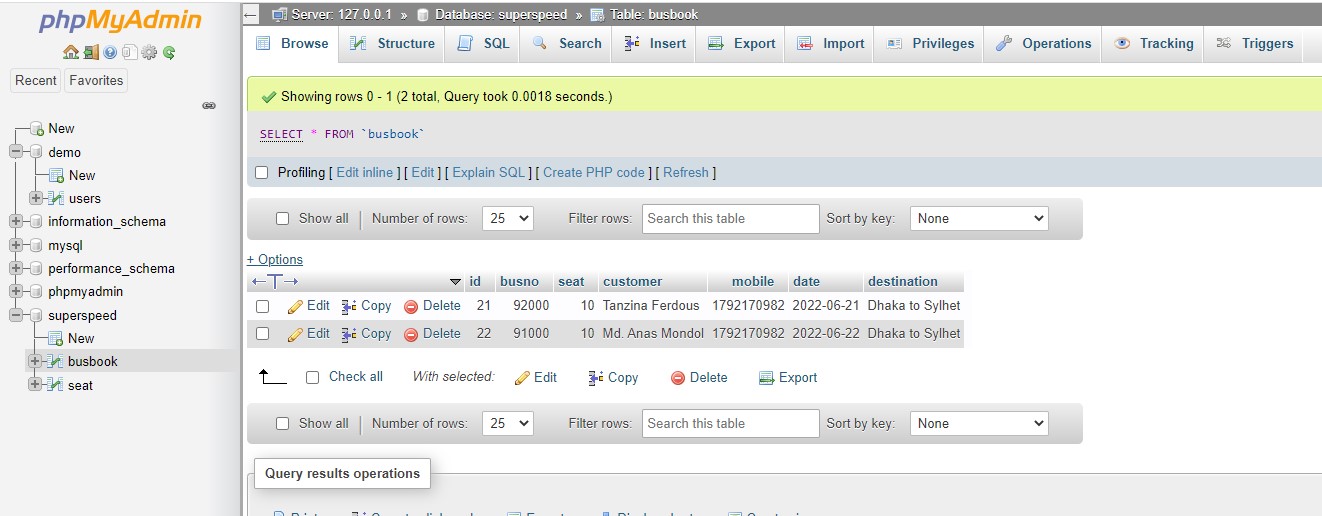 phpMyAdmin
Recent Favorites
New
demo
New
users
information_schema
mysql
performance_schema
phpmyadmin
superspeed
New
busbook
seat
Server: 127.0.0.1 » Database: superspeed » Table: busbook
Browse Structure SQL Search Insert Export Import Privileges Operations Tracking Triggers
Showing rows 0 - 1 (2 total, Query took 0.0018 seconds.)
SELECT * FROM `busbook`
Profiling [ Edit inline ] [ Edit ] [ Explain SQL ] [ Create PHP code ] [ Refresh ]
Show all Number of rows: 25 Filter rows: Search this table Sort by key: None
+ Options
id busno seat customer mobile date destination
Edit Copy Delete 21 92000 10 Tanzina Ferdous 1792170982 2022-06-21 Dhaka to Sylhet
Edit Copy Delete 22 91000 10 Md. Anas Mondol 1792170982 2022-06-22 Dhaka to Sylhet
Check all With selected: Edit Copy Delete Export
Show all Number of rows: 25 Filter rows: Search this table Sort by key: None
Query results operations